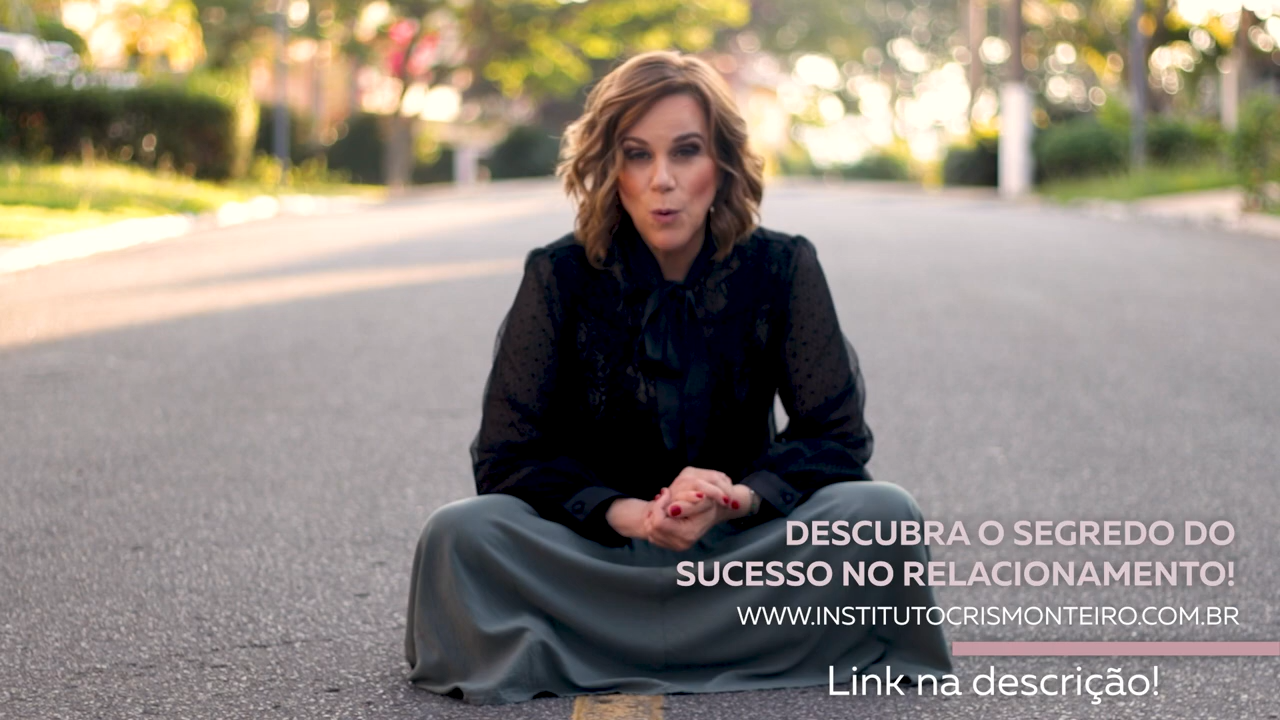 DESCUBRA O SEGREDO DO
SUCESSO NO RELACIONAMENTO!
WWW.INSTITUTOCRISMONTEIRO.COM.BR
Link na descrição!